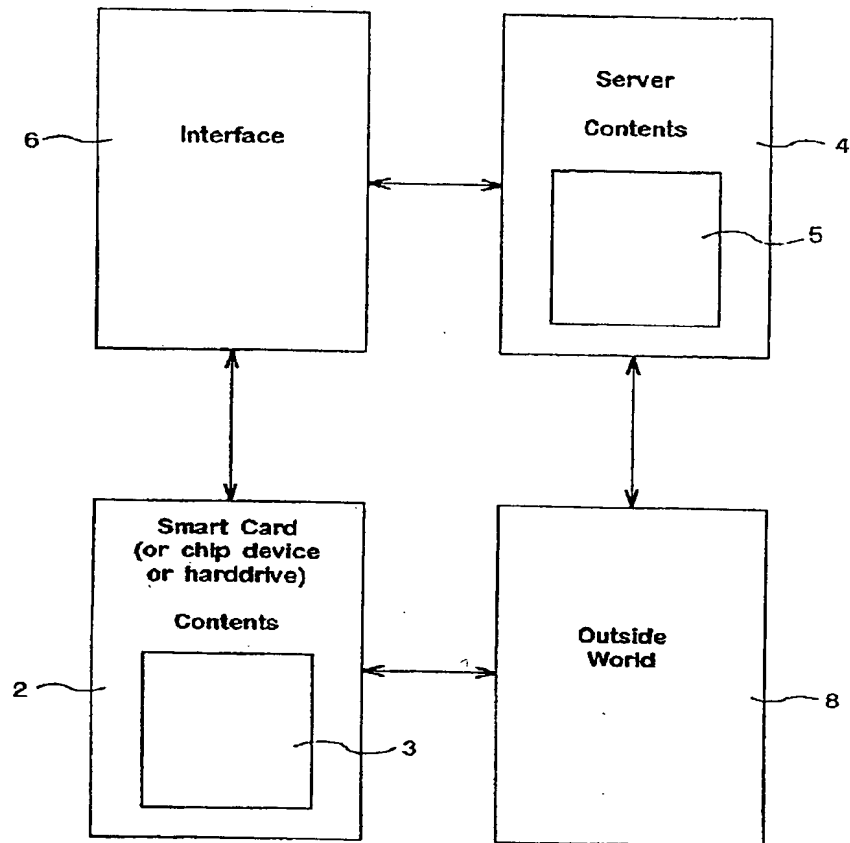 6
Interface
Server
Contents
4
5
Smart Card
(or chip device
or harddrive)
Contents
2
3
Outside
World
8